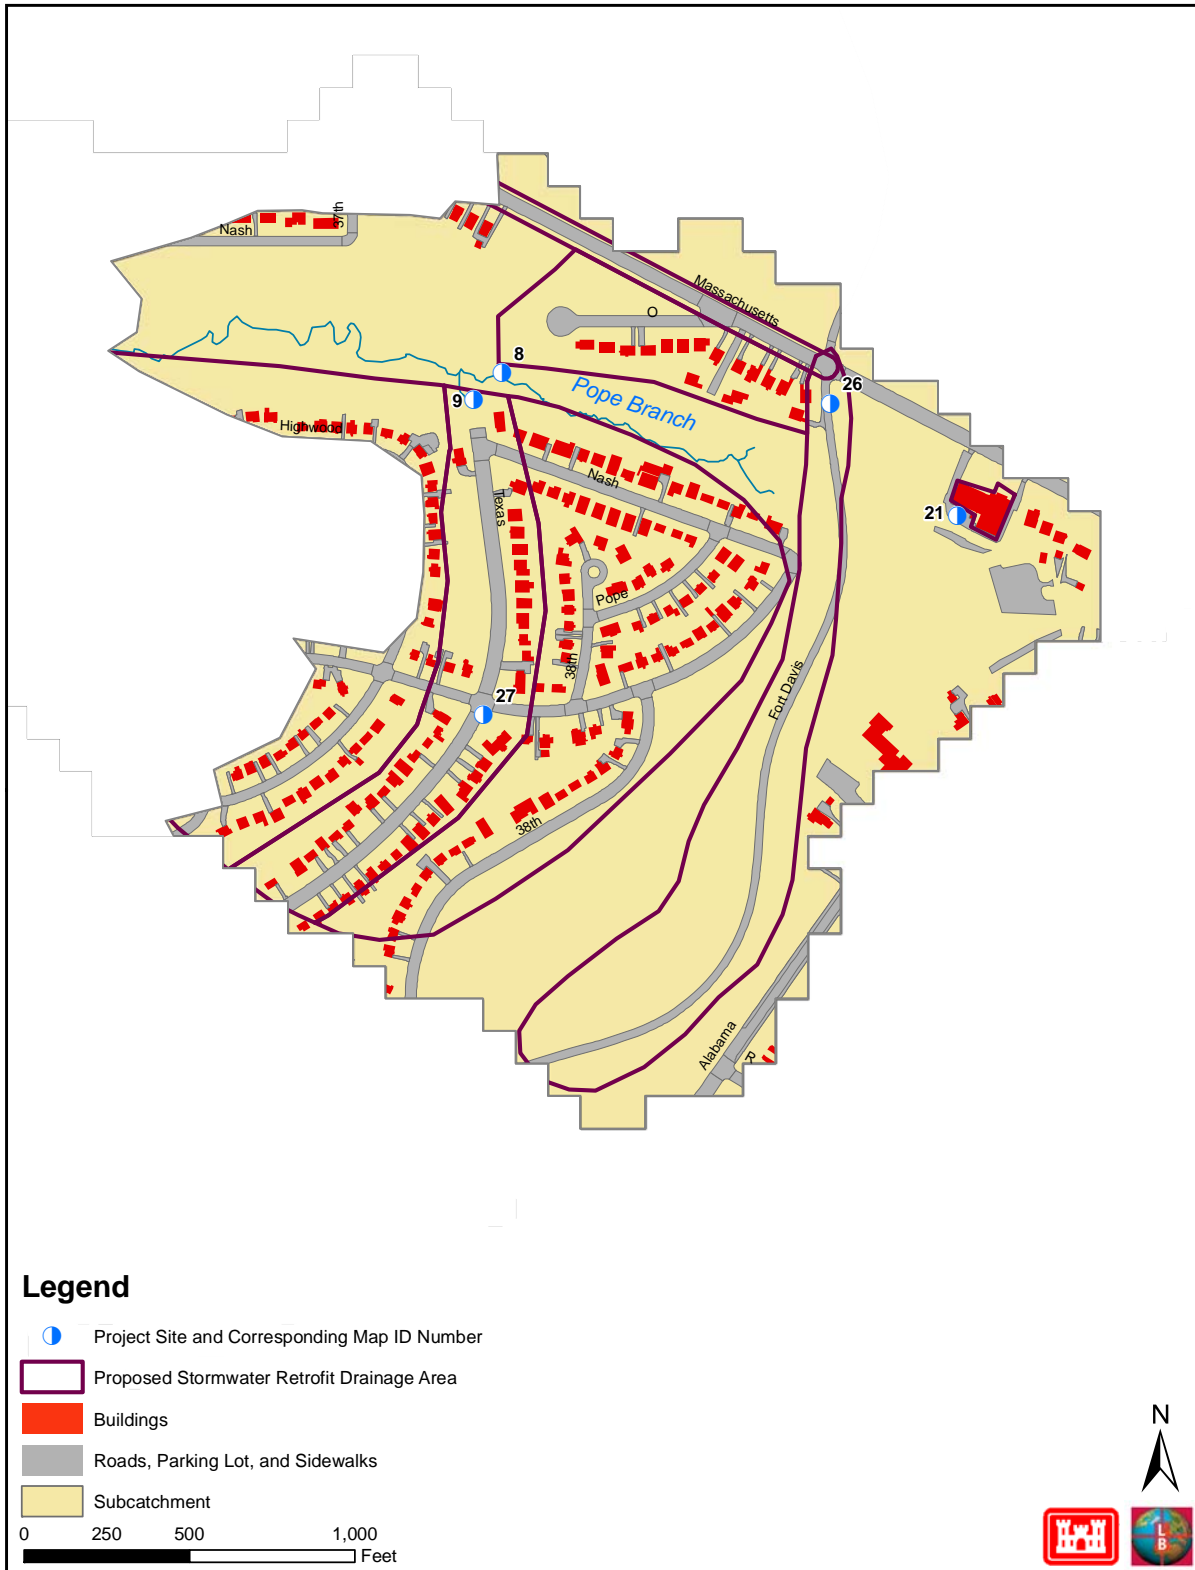 Nash
37th
Massachusetts
O
8
Pope Branch
26
9
Highwood
Nash
Texas
21
Pope
38th
Fort Davis
27
38th
Alabama
R
Legend
Project Site and Corresponding Map ID Number
Proposed Stormwater Retrofit Drainage Area
Buildings
Roads, Parking Lot, and Sidewalks
Subcatchment
0 250 500 1,000
Feet
N
L
B